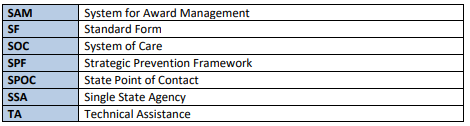 SAM System for Award Management
SF Standard Form
SOC System of Care
SPF Strategic Prevention Framework
SPOC State Point of Contact
SSA Single State Agency
TA Technical Assistance